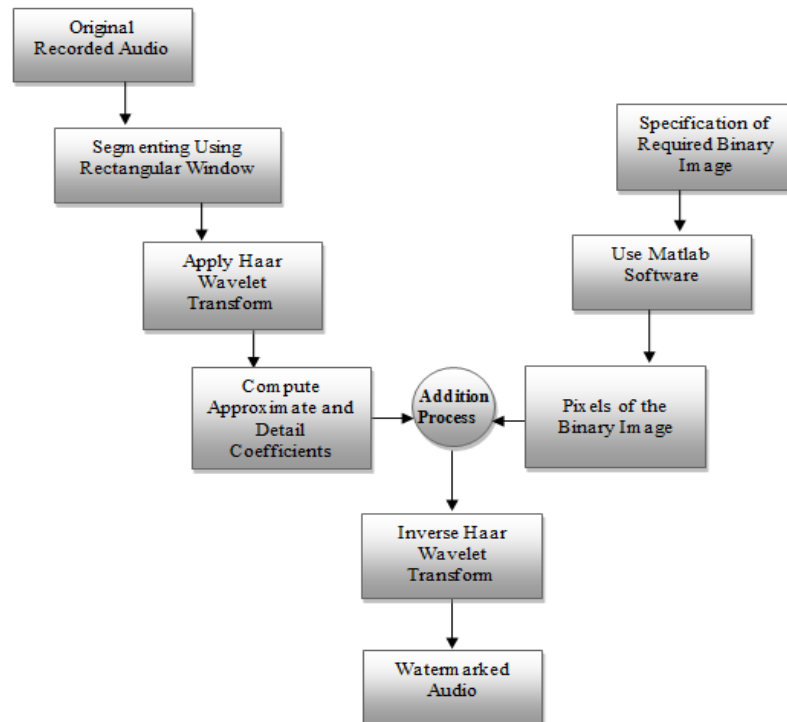 Original
Recorded Audio
Segmenting Using
Rectangular Window
Specification of
Required Binary
Image
Apply Haar
Wavelet
Transform
Use Matlab
Software
Compute
Approximate and
Detail
Coefficients
Addition
Process
Pixels of the
Binary Image
Inverse Haar
Wavelet
Transform
Watermarked
Audio